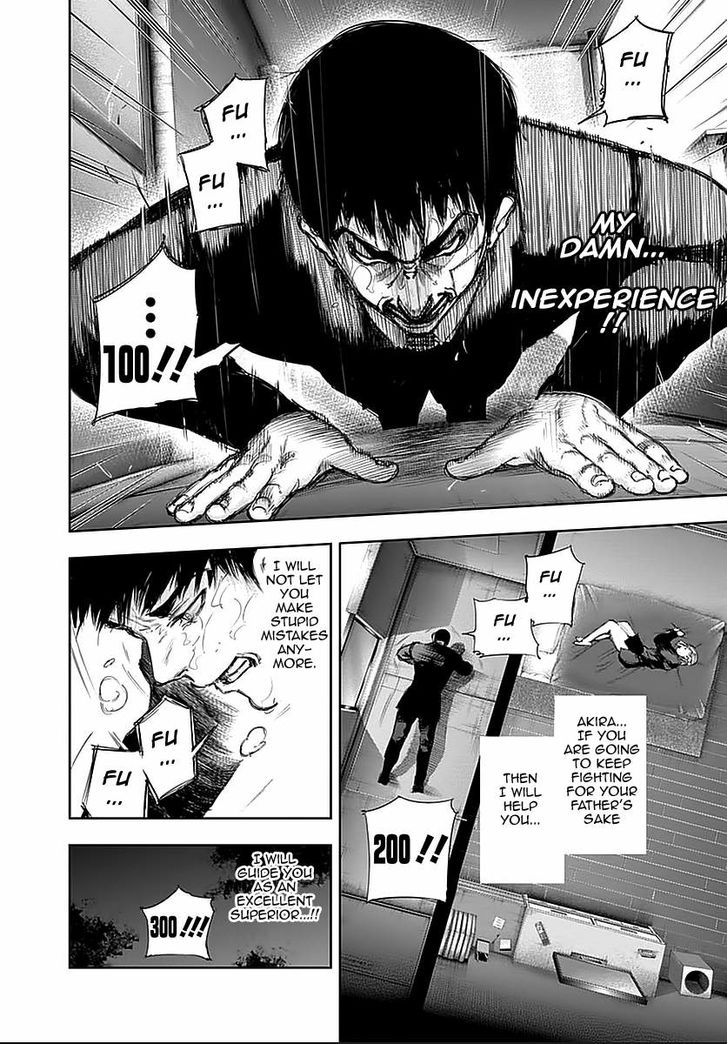 FU
...
FU
...
FU
...
MY
DAMN...
INEXPERIENCE
!!
...
100!!
FU
...
FU
...
AKIRA...
IF YOU
ARE GOING
TO KEEP
FIGHTING
FOR YOUR
FATHER'S
SAKE
THEN
I WILL
HELP
YOU...
200!!
I WILL
NOT LET
YOU
MAKE
STUPID
MISTAKES
ANY-
MORE.
FU
...
FU
...
I WILL
GUIDE YOU
AS AN
EXCELLENT
SUPERIOR...!!
300!!!